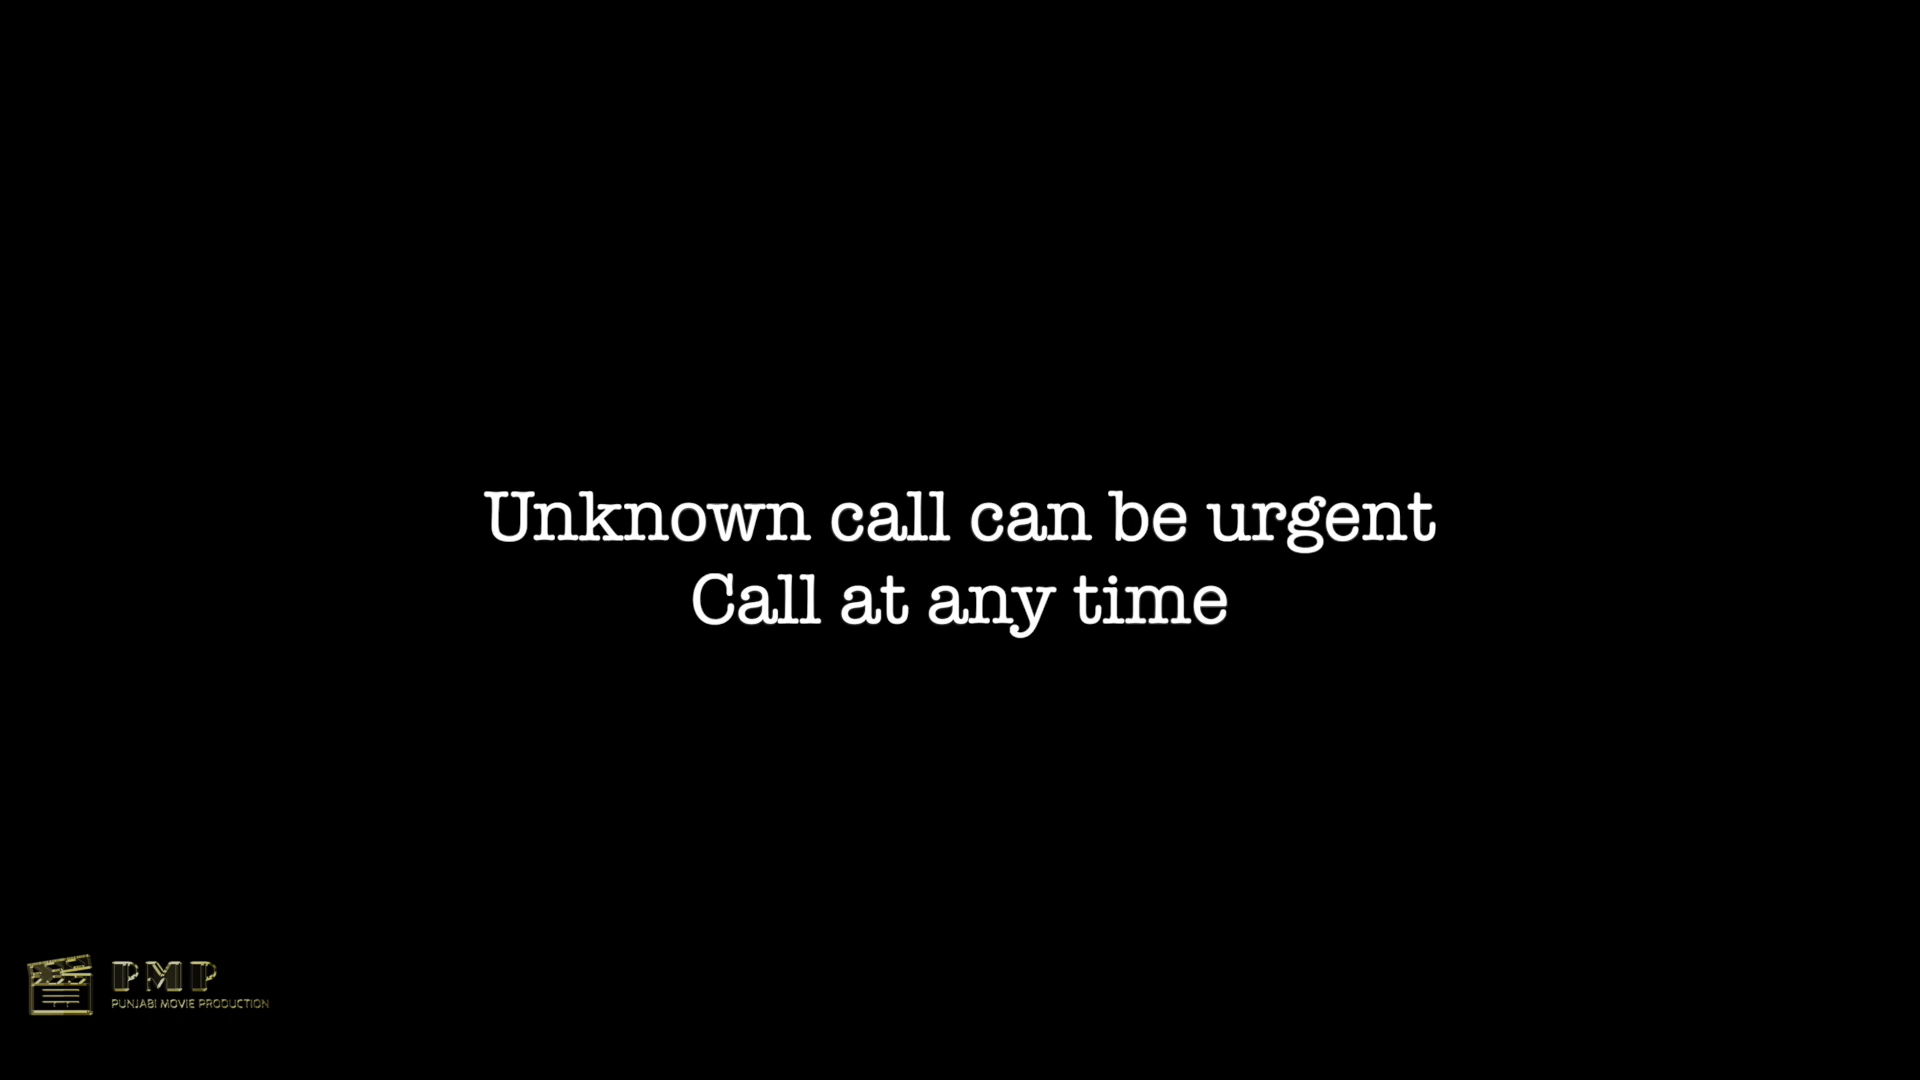 Unknown call can be urgent
Call at any time
PMP
PUNJABI MOVIE PRODUCTION